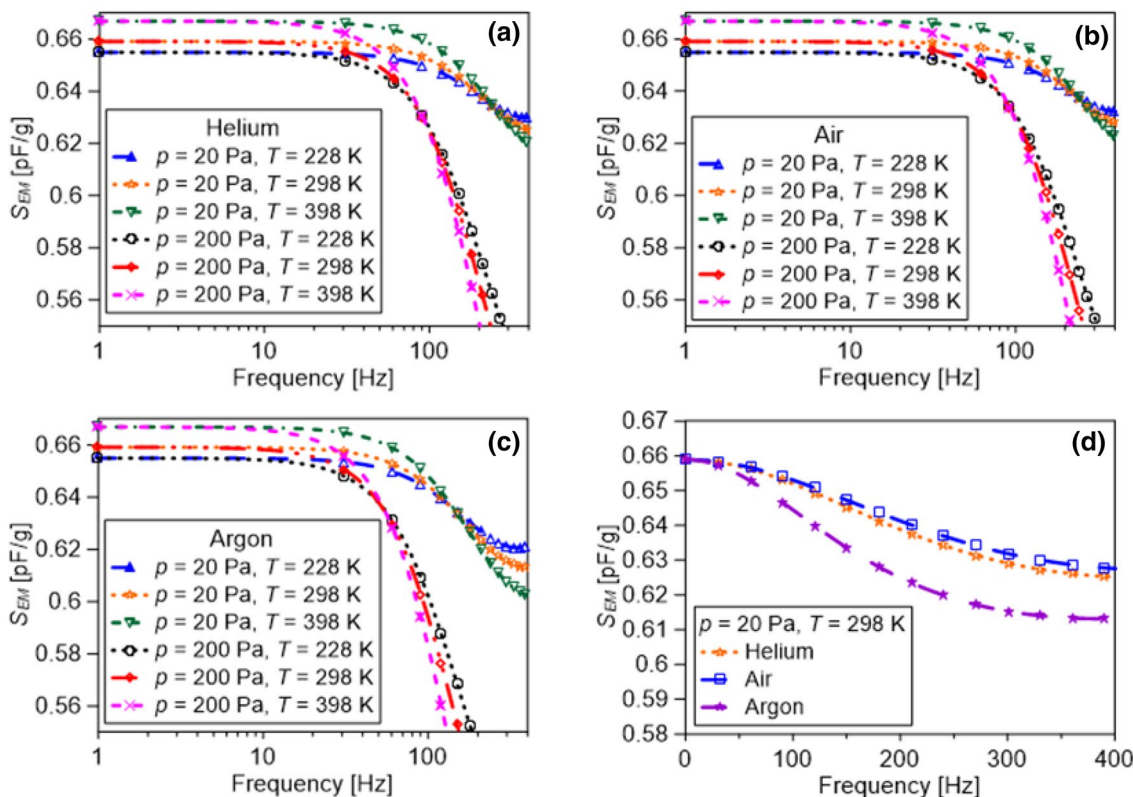 (a)
0.66
0.64
0.62
0.6
0.58
0.56
S_EM [pF/g]
Helium
p = 20 Pa, T = 228 K
p = 20 Pa, T = 298 K
p = 20 Pa, T = 398 K
p = 200 Pa, T = 228 K
p = 200 Pa, T = 298 K
p = 200 Pa, T = 398 K
1 10 100
Frequency [Hz]
(b)
0.66
0.64
0.62
0.6
0.58
0.56
S_EM [pF/g]
Air
p = 20 Pa, T = 228 K
p = 20 Pa, T = 298 K
p = 20 Pa, T = 398 K
p = 200 Pa, T = 228 K
p = 200 Pa, T = 298 K
p = 200 Pa, T = 398 K
1 10 100
Frequency [Hz]
(c)
0.66
0.64
0.62
0.6
0.58
0.56
S_EM [pF/g]
Argon
p = 20 Pa, T = 228 K
p = 20 Pa, T = 298 K
p = 20 Pa, T = 398 K
p = 200 Pa, T = 228 K
p = 200 Pa, T = 298 K
p = 200 Pa, T = 398 K
1 10 100
Frequency [Hz]
(d)
0.67
0.66
0.65
0.64
0.63
0.62
0.61
0.6
0.59
0.58
S_EM [pF/g]
p = 20 Pa, T = 298 K
Helium
Air
Argon
0 100 200 300 400
Frequency [Hz]